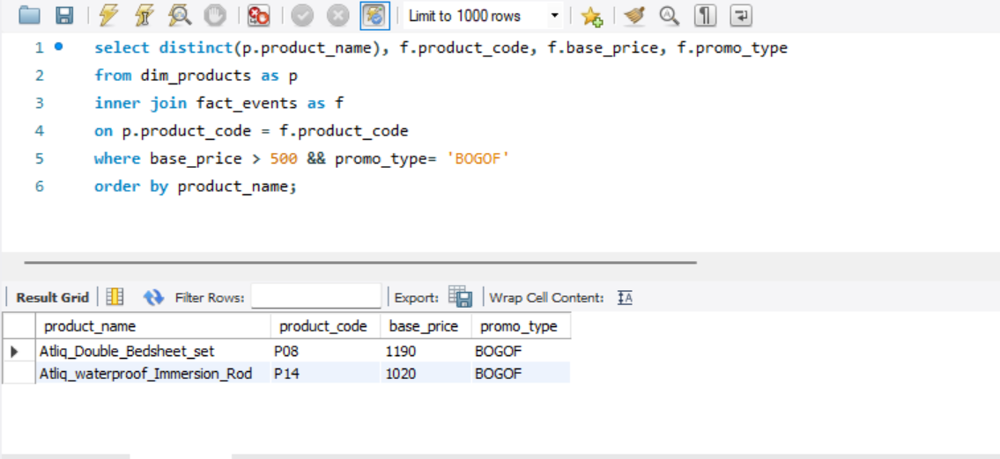 Limit to 1000 rows
1 select distinct(p.product_name), f.product_code, f.base_price, f.promo_type
2 from dim_products as p
3 inner join fact_events as f
4 on p.product_code = f.product_code
5 where base_price > 500 && promo_type= 'BOGOF'
6 order by product_name;
Result Grid Filter Rows: Export: Wrap Cell Content: IA
product_name product_code base_price promo_type
Atliq_Double_Bedsheet_set P08 1190 BOGOF
Atliq_waterproof_Immersion_Rod P14 1020 BOGOF